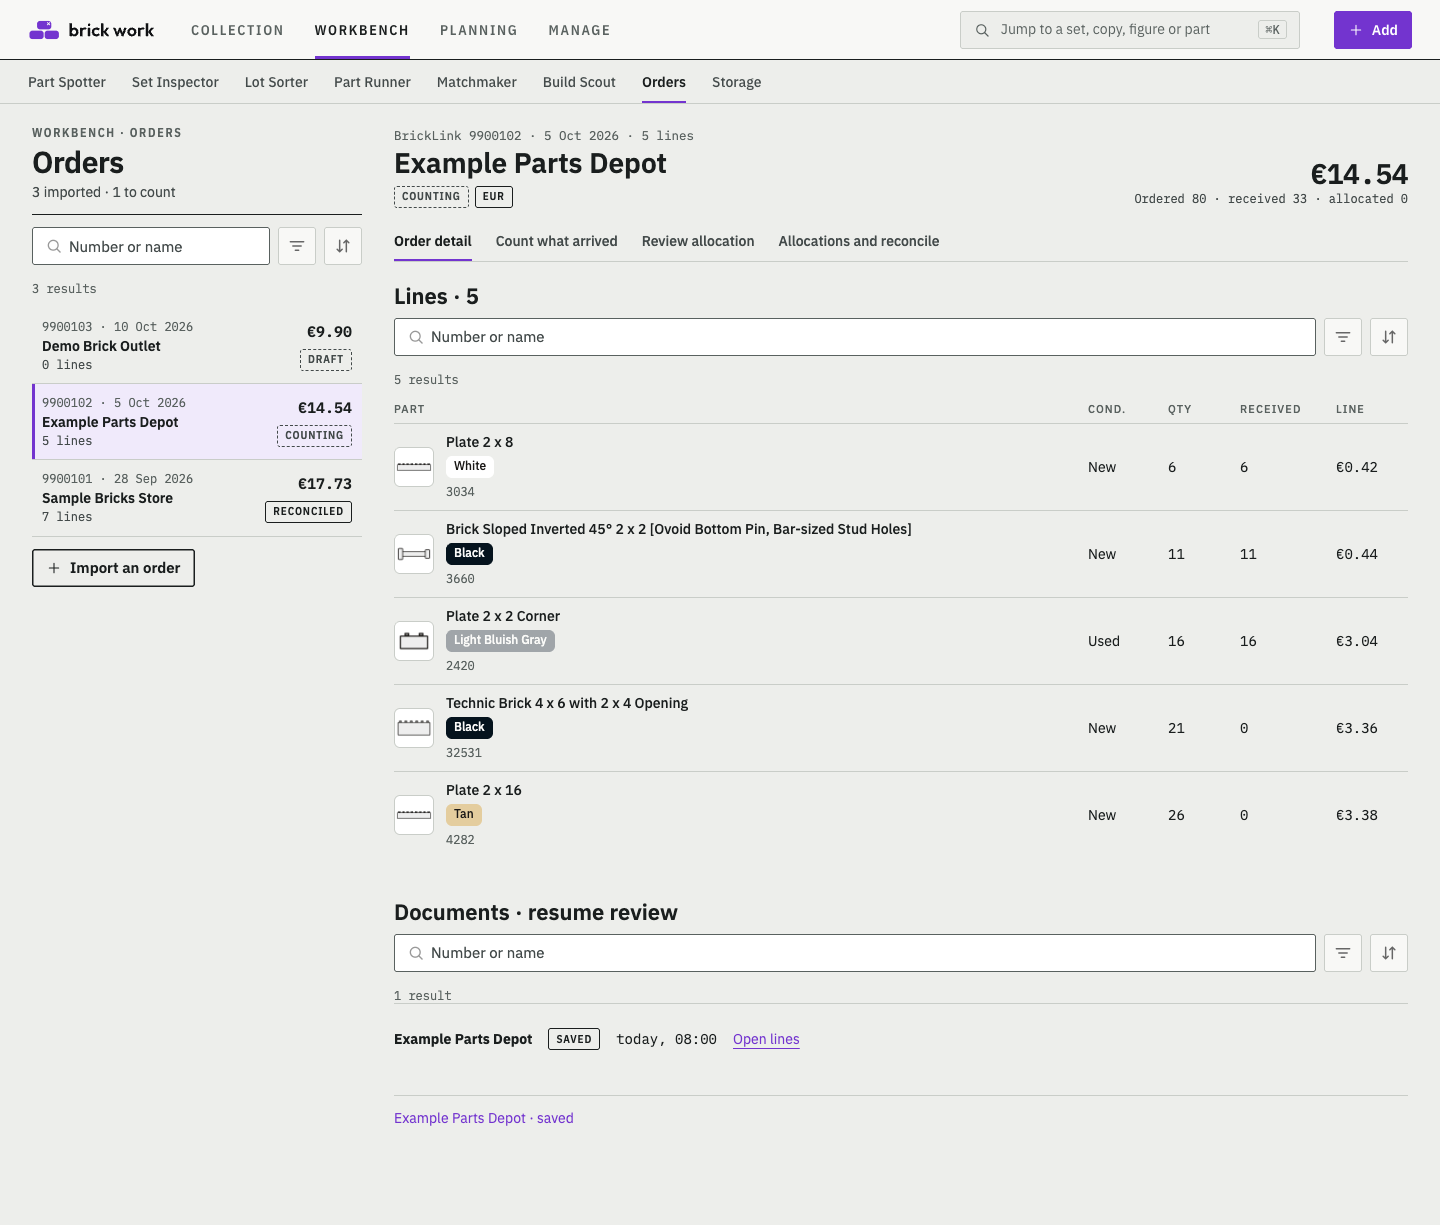 brick work
COLLECTION
WORKBENCH
PLANNING
MANAGE
Jump to a set, copy, figure or part
⌘K
Add
Part Spotter
Set Inspector
Lot Sorter
Part Runner
Matchmaker
Build Scout
Orders
Storage
WORKBENCH · ORDERS
Orders
3 imported · 1 to count
Number or name
3 results
9900103 · 10 Oct 2026
Demo Brick Outlet
0 lines
€9.90
DRAFT
9900102 · 5 Oct 2026
Example Parts Depot
5 lines
€14.54
COUNTING
9900101 · 28 Sep 2026
Sample Bricks Store
7 lines
€17.73
RECONCILED
Import an order
BrickLink 9900102 · 5 Oct 2026 · 5 lines
Example Parts Depot
COUNTING
EUR
€14.54
Ordered 80 · received 33 · allocated 0
Order detail
Count what arrived
Review allocation
Allocations and reconcile
Lines · 5
Number or name
5 results
PART COND. QTY RECEIVED LINE
Plate 2 x 8
White
3034
New 6 6 €0.42
Brick Sloped Inverted 45° 2 x 2 [Ovoid Bottom Pin, Bar-sized Stud Holes]
Black
3660
New 11 11 €0.44
Plate 2 x 2 Corner
Light Bluish Gray
2420
Used 16 16 €3.04
Technic Brick 4 x 6 with 2 x 4 Opening
Black
32531
New 21 0 €3.36
Plate 2 x 16
Tan
4282
New 26 0 €3.38
Documents · resume review
Number or name
1 result
Example Parts Depot SAVED today, 08:00 Open lines
Example Parts Depot · saved